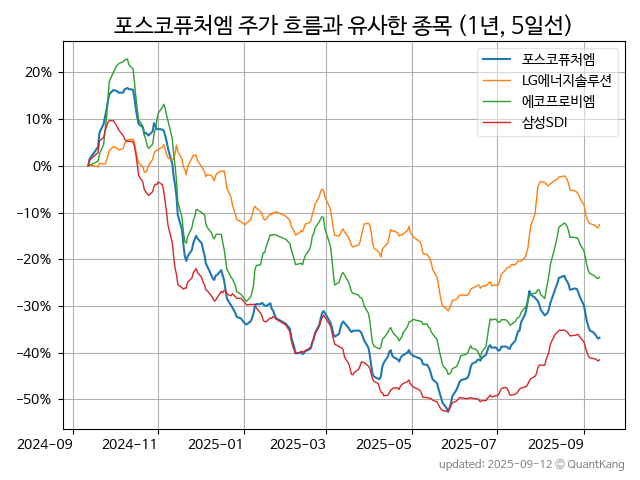 포스코퓨처엠 주가 흐름과 유사한 종목 (1년, 5일선)
포스코퓨처엠
LG에너지솔루션
에코프로비엠
삼성SDI
20%
10%
0%
−10%
−20%
−30%
−40%
−50%
2024-09 2024-11 2025-01 2025-03 2025-05 2025-07 2025-09
updated: 2025-09-12 © QuantKang